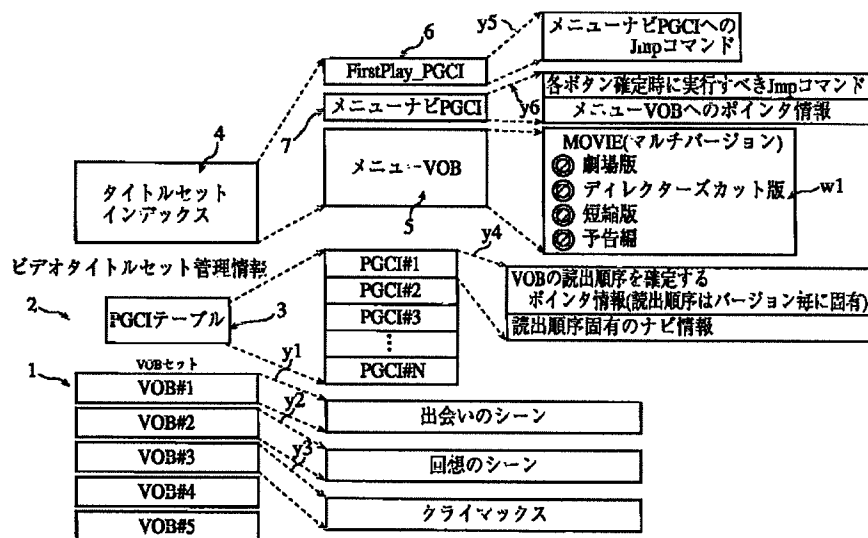 6
y5
FirstPlay_PGCI
メニューナビPGCIへの
Jmpコマンド
7
メニューナビPGCI
y6
各ボタン確定時に実行すべきJmpコマンド
メニューVOBへのポインタ情報
4
タイトルセット
インデックス
メニューVOB
5
MOVIE(マルチバージョン)
劇場版
ディレクターズカット版
短縮版
予告編
w1
ビデオタイトルセット管理情報
2
PGCIテーブル
3
PGCI#1
PGCI#2
PGCI#3
⋮
PGCI#N
y4
VOBの読出順序を確定する
ポインタ情報(読出順序はバージョン毎に固有)
読出順序固有のナビ情報
1
VOBセット
VOB#1
VOB#2
VOB#3
VOB#4
VOB#5
y1
y2
y3
出会いのシーン
回想のシーン
クライマックス